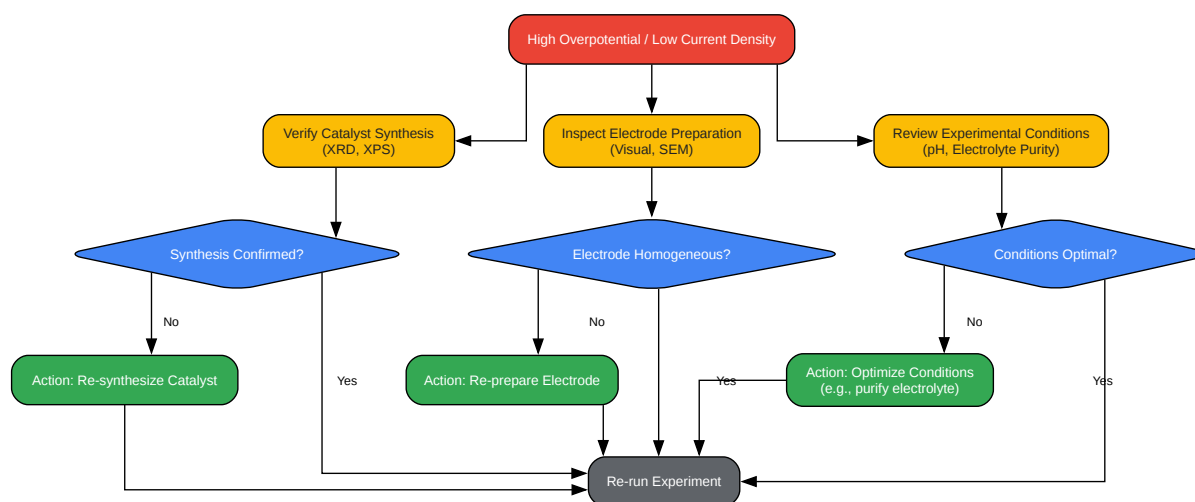 High Overpotential / Low Current Density
Verify Catalyst Synthesis
(XRD, XPS)
Inspect Electrode Preparation
(Visual, SEM)
Review Experimental Conditions
(pH, Electrolyte Purity)
Synthesis Confirmed?
Electrode Homogeneous?
Conditions Optimal?
No
No
No
Action: Re-synthesize Catalyst
Yes
Action: Re-prepare Electrode
Yes
Action: Optimize Conditions
(e.g., purify electrolyte)
Yes
Re-run Experiment